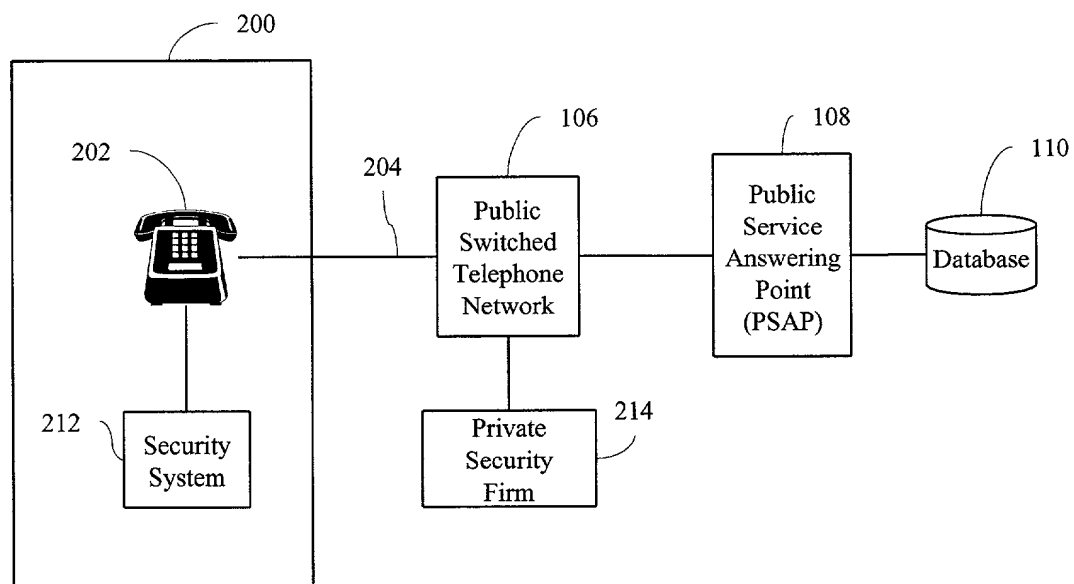 200
202
204
106
108
110
Public
Switched
Telephone
Network
Public
Service
Answering
Point
(PSAP)
Database
212
Security
System
Private
Security
Firm
214